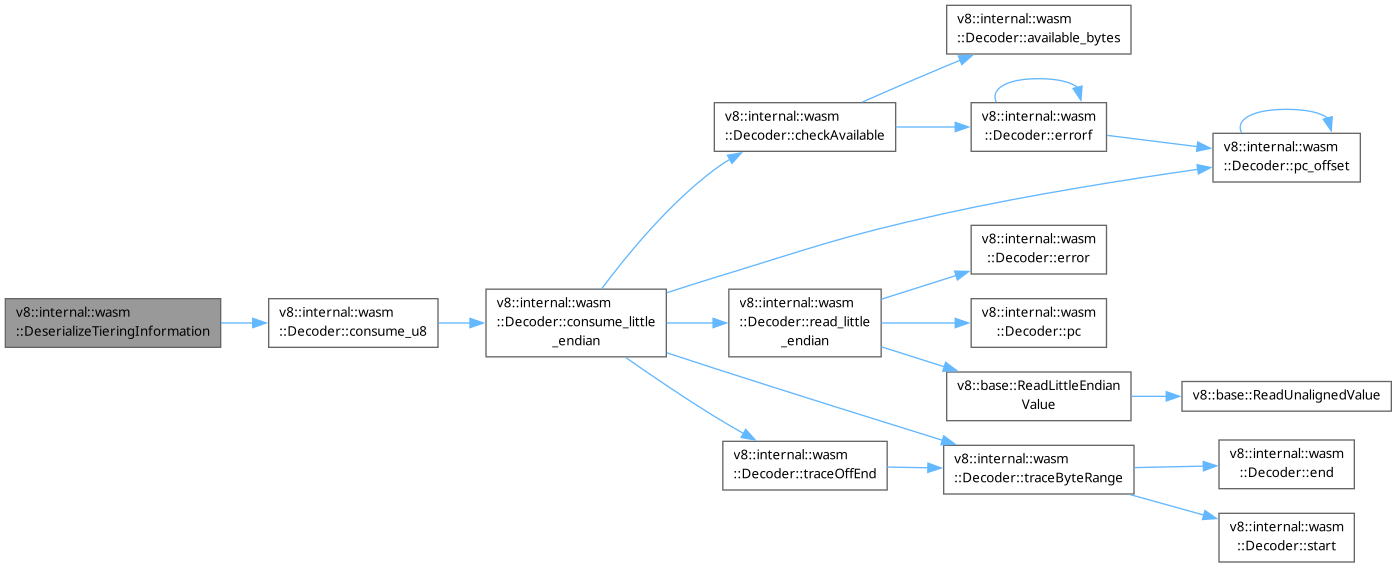 v8::internal::wasm
::DeserializeTieringInformation
v8::internal::wasm
::Decoder::consume_u8
v8::internal::wasm
::Decoder::consume_little
_endian
v8::internal::wasm
::Decoder::checkAvailable
v8::internal::wasm
::Decoder::available_bytes
v8::internal::wasm
::Decoder::errorf
v8::internal::wasm
::Decoder::pc_offset
v8::internal::wasm
::Decoder::read_little
_endian
v8::internal::wasm
::Decoder::error
v8::internal::wasm
::Decoder::pc
v8::base::ReadLittleEndian
Value
v8::base::ReadUnalignedValue
v8::internal::wasm
::Decoder::traceOffEnd
v8::internal::wasm
::Decoder::traceByteRange
v8::internal::wasm
::Decoder::end
v8::internal::wasm
::Decoder::start